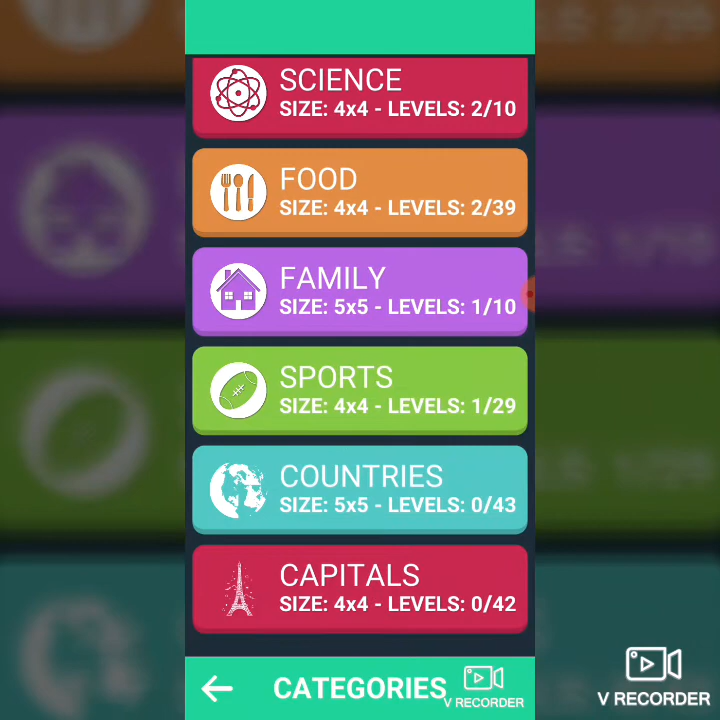 SCIENCE
SIZE: 4x4 - LEVELS: 2/10
FOOD
SIZE: 4x4 - LEVELS: 2/39
FAMILY
SIZE: 5x5 - LEVELS: 1/10
SPORTS
SIZE: 4x4 - LEVELS: 1/29
COUNTRIES
SIZE: 5x5 - LEVELS: 0/43
CAPITALS
SIZE: 4x4 - LEVELS: 0/42
CATEGORIES
V RECORDER
V RECORDER